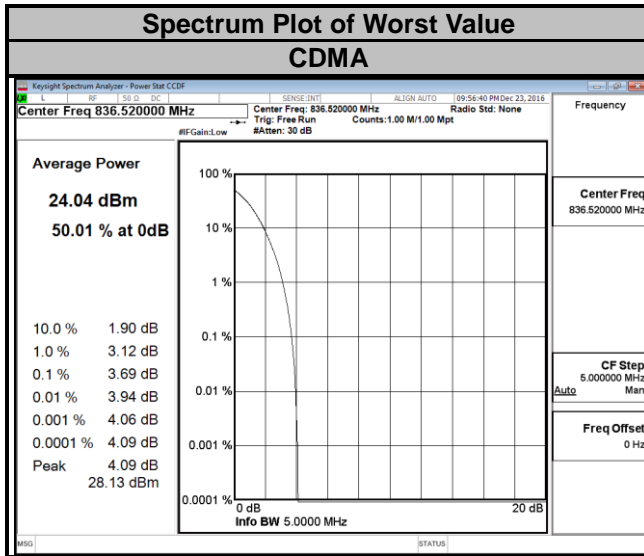 Spectrum Plot of Worst Value
CDMA
Keysight Spectrum Analyzer - Power Stat CCDF
L RF 50 Ω DC SENSE:INT ALIGN AUTO 09:56:40 PM Dec 23, 2016
Center Freq 836.520000 MHz
Center Freq: 836.520000 MHz Radio Std: None
Trig: Free Run Counts:1.00 M/1.00 Mpt
#IFGain:Low #Atten: 30 dB
Frequency
Average Power
24.04 dBm
50.01 % at 0dB
10.0 % 1.90 dB
1.0 % 3.12 dB
0.1 % 3.69 dB
0.01 % 3.94 dB
0.001 % 4.06 dB
0.0001 % 4.09 dB
Peak 4.09 dB
28.13 dBm
100 %
10 %
1 %
0.1 %
0.01 %
0.001 %
0.0001 %
0 dB 20 dB
Info BW 5.0000 MHz
Center Freq
836.520000 MHz
CF Step
5.000000 MHz
Auto Man
Freq Offset
0 Hz
MSG STATUS